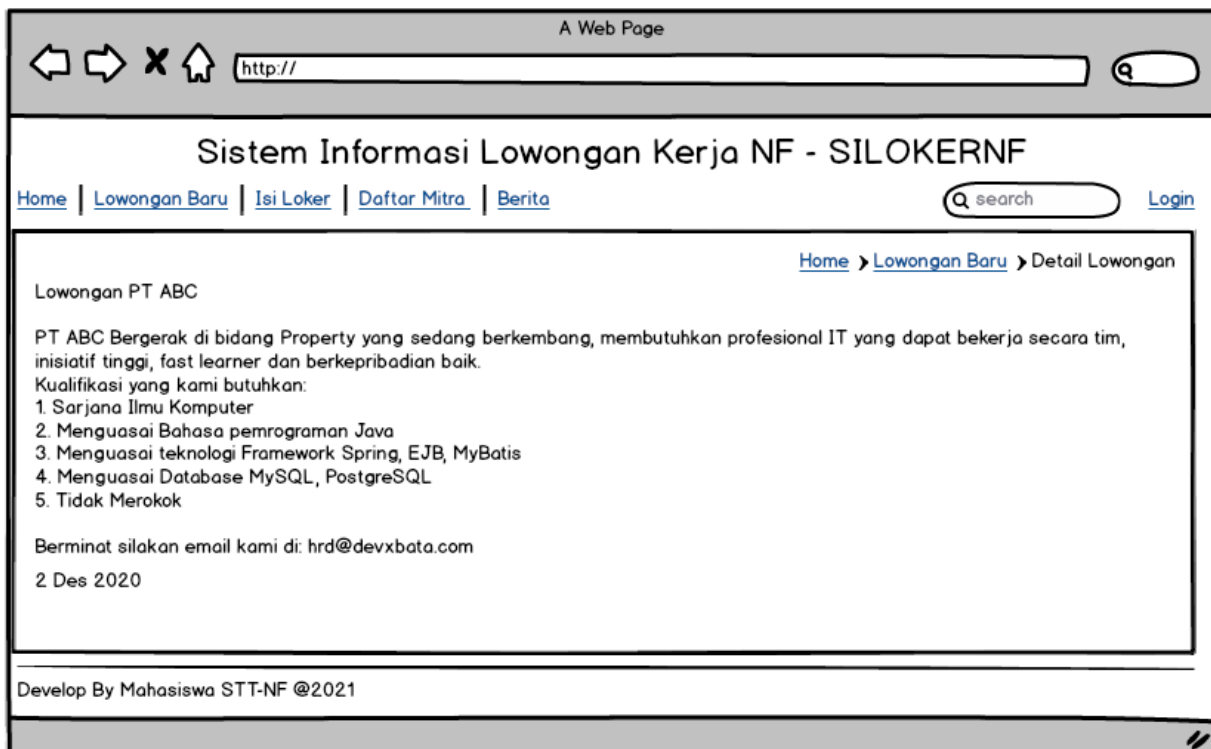 A Web Page
http://
Sistem Informasi Lowongan Kerja NF - SILOKERNF
Home | Lowongan Baru | Isi Loker | Daftar Mitra | Berita search Login
Home > Lowongan Baru > Detail Lowongan
Lowongan PT ABC
PT ABC Bergerak di bidang Property yang sedang berkembang, membutuhkan profesional IT yang dapat bekerja secara tim,
inisiatif tinggi, fast learner dan berkepribadian baik.
Kualifikasi yang kami butuhkan:
1. Sarjana Ilmu Komputer
2. Menguasai Bahasa pemrograman Java
3. Menguasai teknologi Framework Spring, EJB, MyBatis
4. Menguasai Database MySQL, PostgreSQL
5. Tidak Merokok
Berminat silakan email kami di: hrd@devxbata.com
2 Des 2020
Develop By Mahasiswa STT-NF @2021